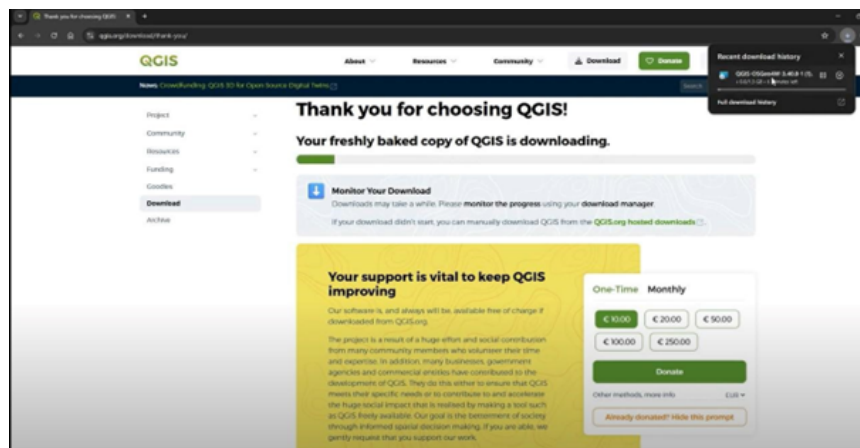 Thank you for choosing QGIS
qgis.org/download/thank-you/
QGIS
About
Resources
Community
Download
Donate
News: Crowdfunding: QGIS 3D for Open Source Digital Twins
Search
Recent download history
Full download history
Project
Community
Resources
Funding
Goodies
Download
Archive
Thank you for choosing QGIS!
Your freshly baked copy of QGIS is downloading.
Monitor Your Download
Downloads may take a while. Please monitor the progress using your download manager.
If your download didn't start, you can manually download QGIS from the QGIS.org hosted downloads
Your support is vital to keep QGIS
improving
Our software is, and always will be, available free of charge if
downloaded from QGIS.org.
The project is a result of a huge effort and social contribution
from many community members who volunteer their time
and expertise. In addition, many businesses, government
agencies and commercial entities have contributed to the
development of QGIS. They do this either to ensure that QGIS
meets their specific needs or to contribute to and accelerate
the huge social impact that is realised by making a tool such
as QGIS freely available. Our goal is the betterment of society
through informed spatial decision making. If you are able, we
gently request that you support our work.
One-Time Monthly
€ 10.00 € 20.00 € 50.00
€ 100.00 € 250.00
Donate
Other methods, more info EUR
Already donated? Hide this prompt